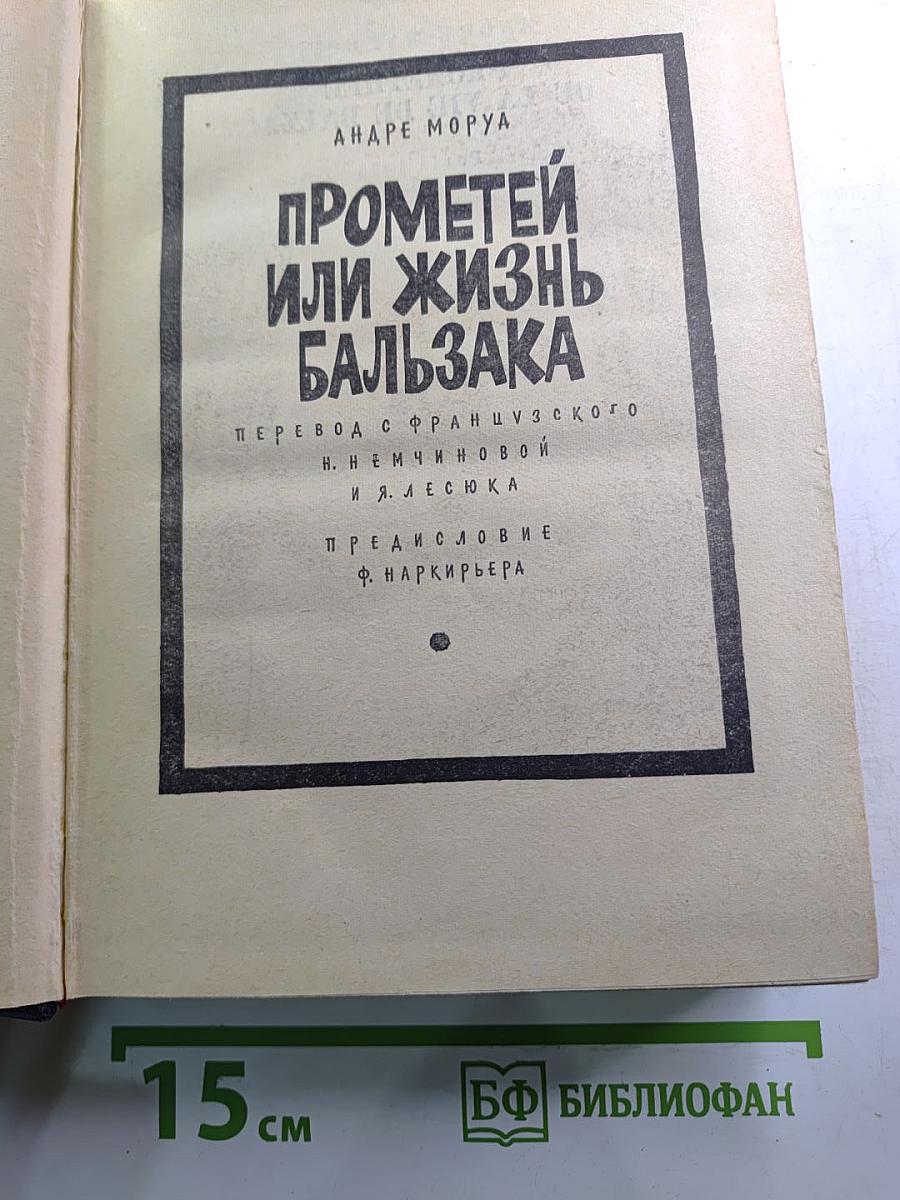 АНДРЕ МОРУА
ПРОМЕТЕЙ
ИЛИ ЖИЗНЬ
БАЛЬЗАКА
ПЕРЕВОД С ФРАНЦУЗСКОГО
Н. НЕМЧИНОВОЙ
И Я. ЛЕСЮКА
ПРЕДИСЛОВИЕ
Ф. НАРКИРЬЕРА
15 см
БФ БИБЛИОФАН